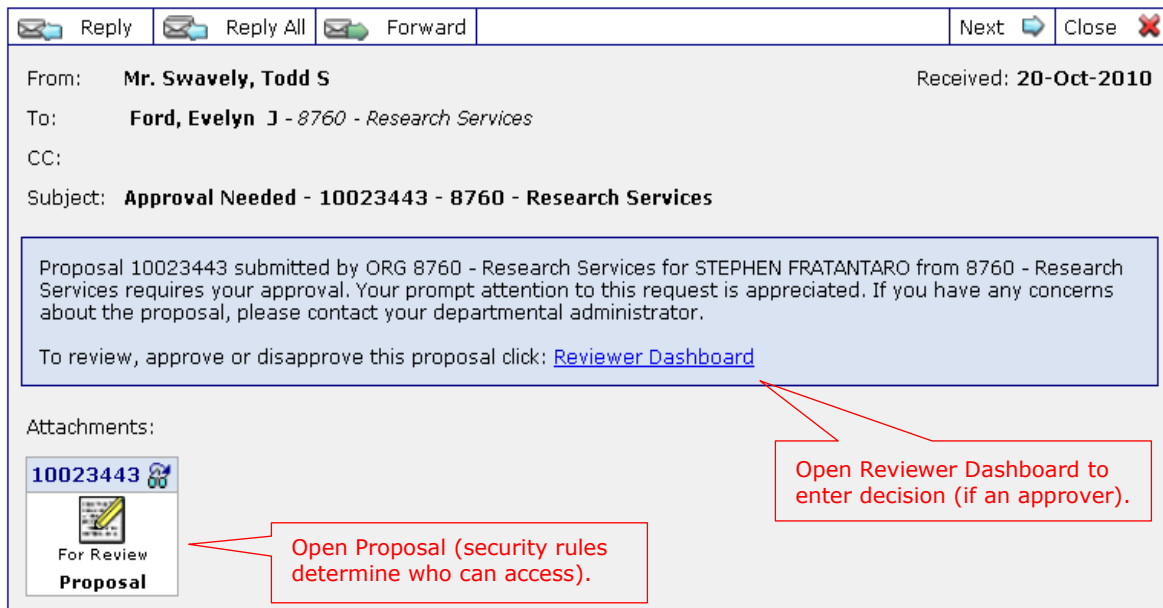 Reply Reply All Forward Next Close
From: Mr. Swavely, Todd S Received: 20-Oct-2010
To: Ford, Evelyn J - 8760 - Research Services
CC:
Subject: Approval Needed - 10023443 - 8760 - Research Services
Proposal 10023443 submitted by ORG 8760 - Research Services for STEPHEN FRATANTARO from 8760 - Research
Services requires your approval. Your prompt attention to this request is appreciated. If you have any concerns
about the proposal, please contact your departmental administrator.
To review, approve or disapprove this proposal click: Reviewer Dashboard
Attachments:
Open Reviewer Dashboard to
enter decision (if an approver).
10023443
For Review
Proposal
Open Proposal (security rules
determine who can access).